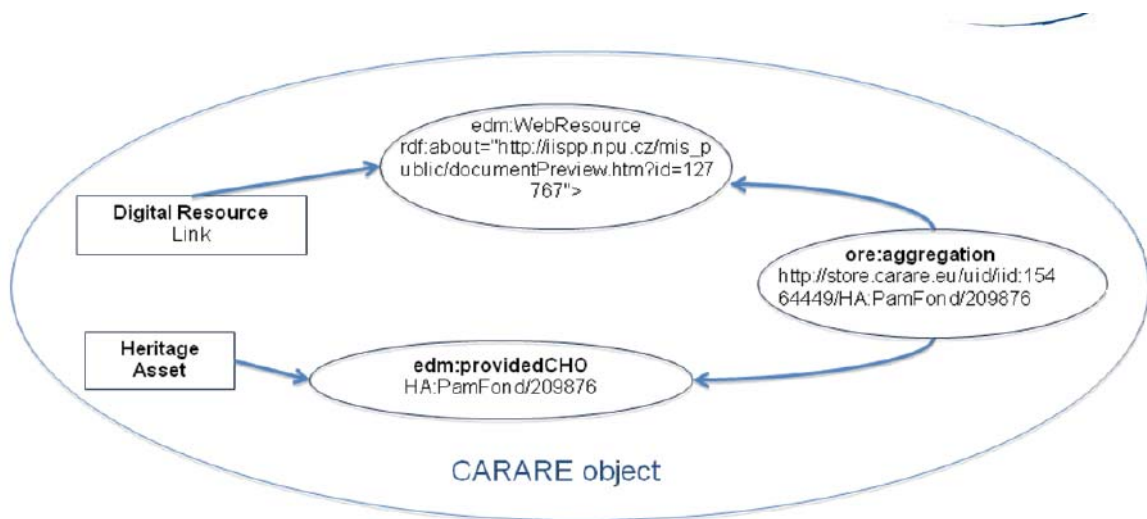 edm:WebResource
rdf:about="http://iispp.npu.cz/mis_p
ublic/documentPreview.htm?id=127
767">
Digital Resource
Link
ore:aggregation
http://store.carare.eu/uid/iid:154
64449/HA:PamFond/209876
Heritage
Asset
edm:providedCHO
HA:PamFond/209876
CARARE object